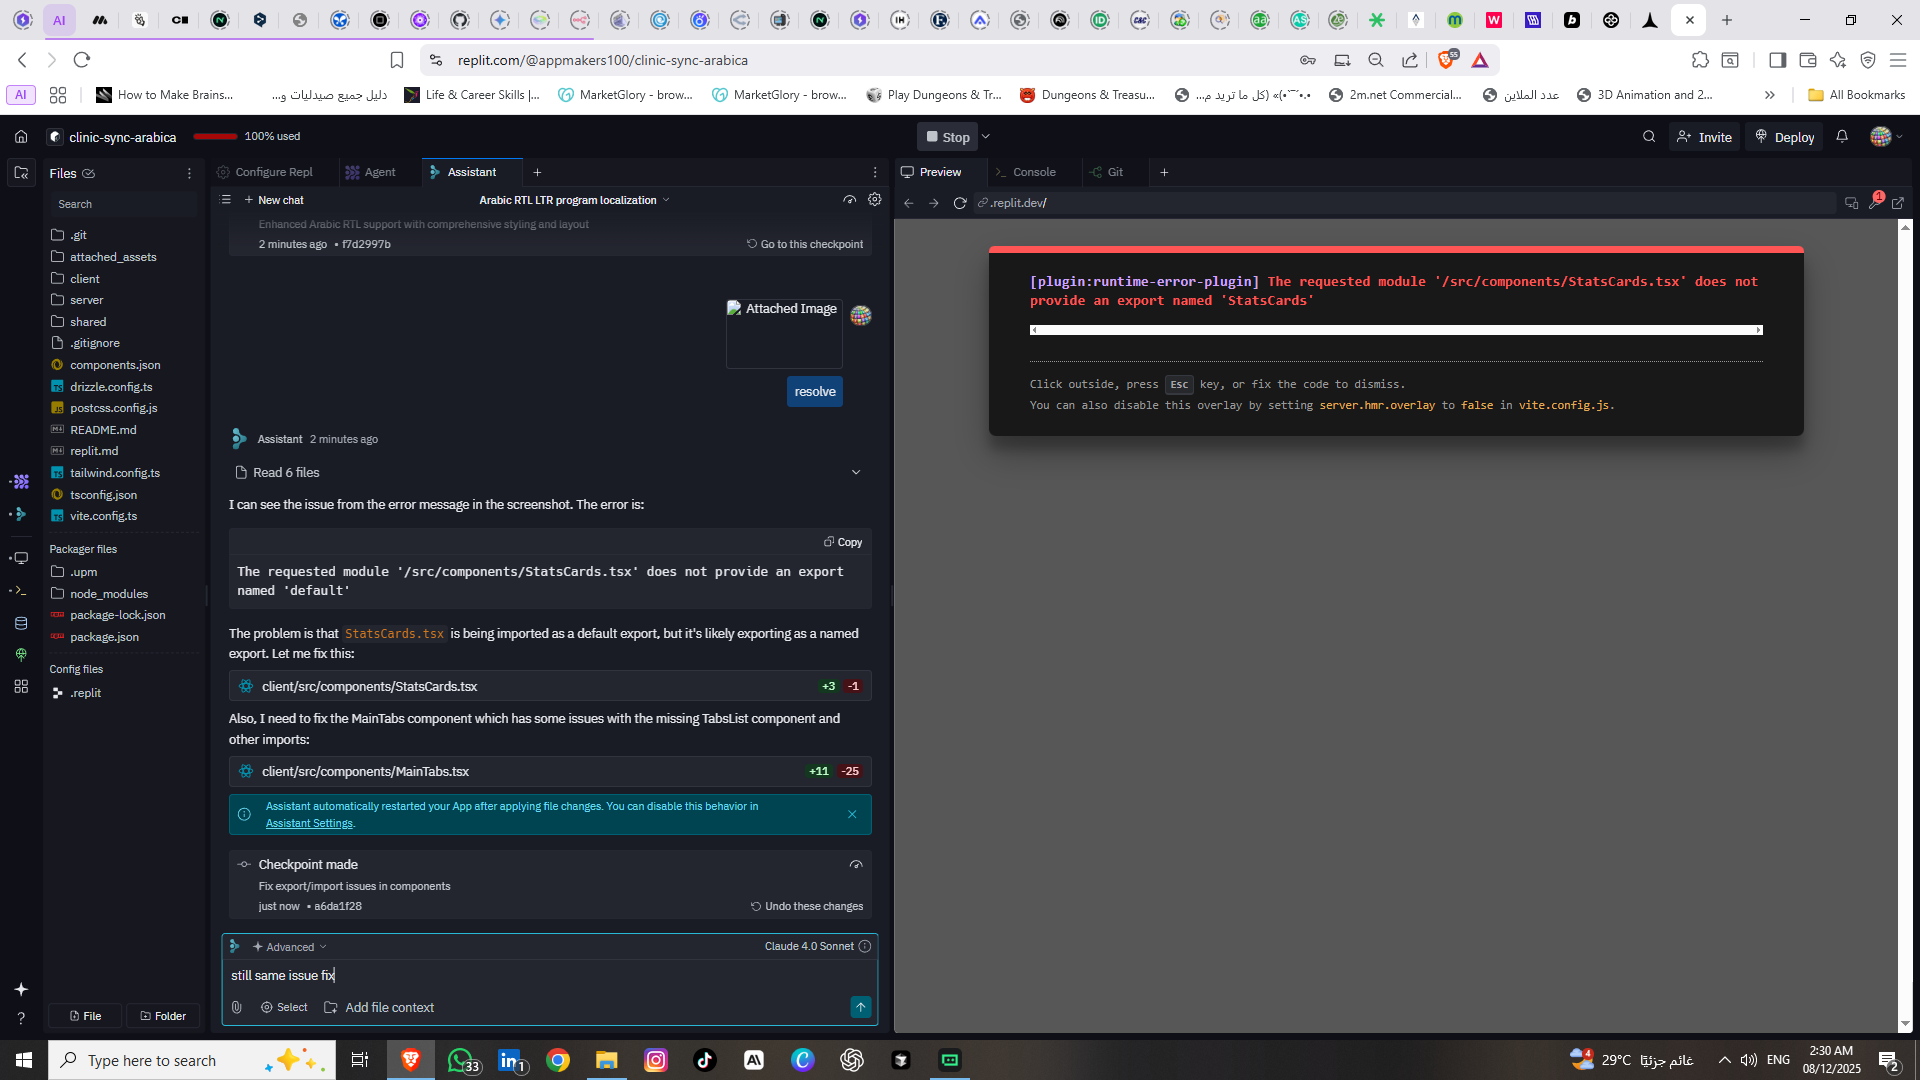 replit.com/@appmakers100/clinic-sync-arabica
55
AI
How to Make Brains...
دليل جميع صيدليات و...
Life & Career Skills |...
MarketGlory - brow...
MarketGlory - brow...
Play Dungeons & Tr...
Dungeons & Treasu...
2m.net Commercial...
عدد الملاين
3D Animation and 2...
All Bookmarks
clinic-sync-arabica
100% used
Stop
Invite
Deploy
Files
Configure Repl
Agent
Assistant
Preview
Console
Git
Search
New chat
Arabic RTL LTR program localization
.replit.dev/
1
.git
attached_assets
client
server
shared
.gitignore
components.json
drizzle.config.ts
postcss.config.js
README.md
replit.md
tailwind.config.ts
tsconfig.json
vite.config.ts
Packager files
.upm
node_modules
package-lock.json
package.json
Config files
.replit
File
Folder
Enhanced Arabic RTL support with comprehensive styling and layout
2 minutes ago • f7d2997b
Go to this checkpoint
Attached Image
resolve
Assistant 2 minutes ago
Read 6 files
I can see the issue from the error message in the screenshot. The error is:
Copy
The requested module '/src/components/StatsCards.tsx' does not provide an export
named 'default'
The problem is that StatsCards.tsx is being imported as a default export, but it's likely exporting as a named
export. Let me fix this:
client/src/components/StatsCards.tsx
+3 -1
Also, I need to fix the MainTabs component which has some issues with the missing TabsList component and
other imports:
client/src/components/MainTabs.tsx
+11 -25
Assistant automatically restarted your App after applying file changes. You can disable this behavior in
Assistant Settings.
Checkpoint made
Fix export/import issues in components
just now • a6da1f28
Undo these changes
Advanced
Claude 4.0 Sonnet
still same issue fix
Select
Add file context
[plugin:runtime-error-plugin] The requested module '/src/components/StatsCards.tsx' does not
provide an export named 'StatsCards'
Click outside, press Esc key, or fix the code to dismiss.
You can also disable this overlay by setting server.hmr.overlay to false in vite.config.js.
Type here to search
33
1
4
29°C
غائم جزئيًا
ENG
2:30 AM
08/12/2025
2